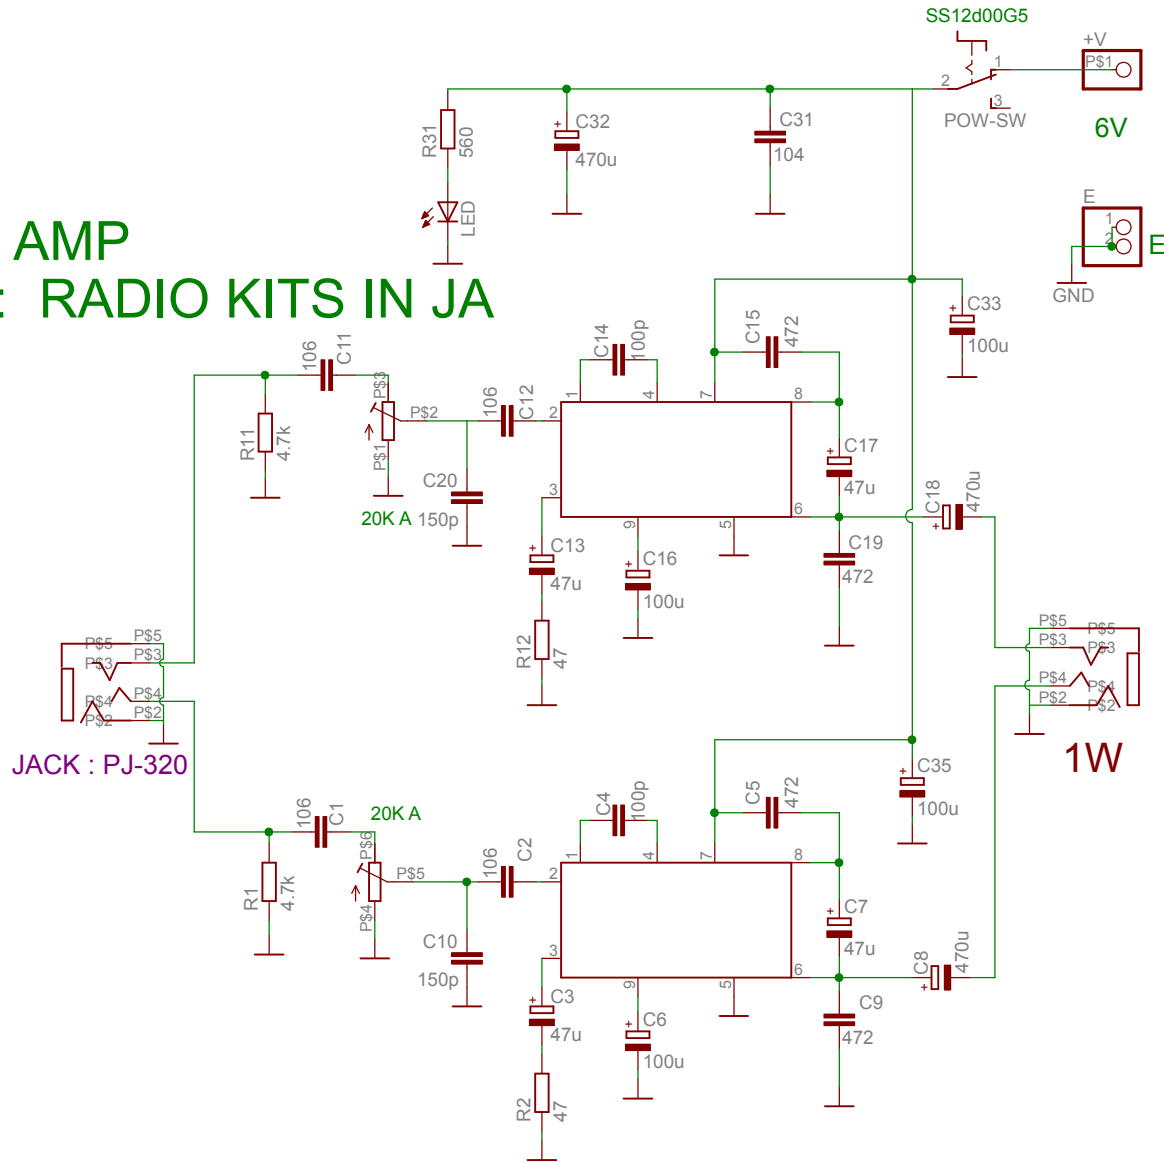 SS12d00G5
+V
P$1
1
2
3
POW-SW
6V
R31
560
LED
C32
470u
C31
104
E
1
2
E
GND
AMP
: RADIO KITS IN JA
C33
100u
106
C11
R11
4.7k
P$3
P$2
P$1
20K A
C20
150p
106
C12
C14
100p
C15
472
1
4
7
8
2
3
9
5
6
C17
47u
C18
470u
C13
47u
C16
100u
C19
472
R12
47
P$5
P$5
P$3
P$3
P$4
P$4
P$2
P$2
JACK : PJ-320
P$5
P$5
P$3
P$3
P$4
P$4
P$2
P$2
1W
C35
100u
106
C1
R1
4.7k
20K A
P$6
P$5
P$4
C10
150p
106
C2
C4
100p
C5
472
1
4
7
8
2
3
9
5
6
C7
47u
C8
470u
C3
47u
C6
100u
C9
472
R2
47